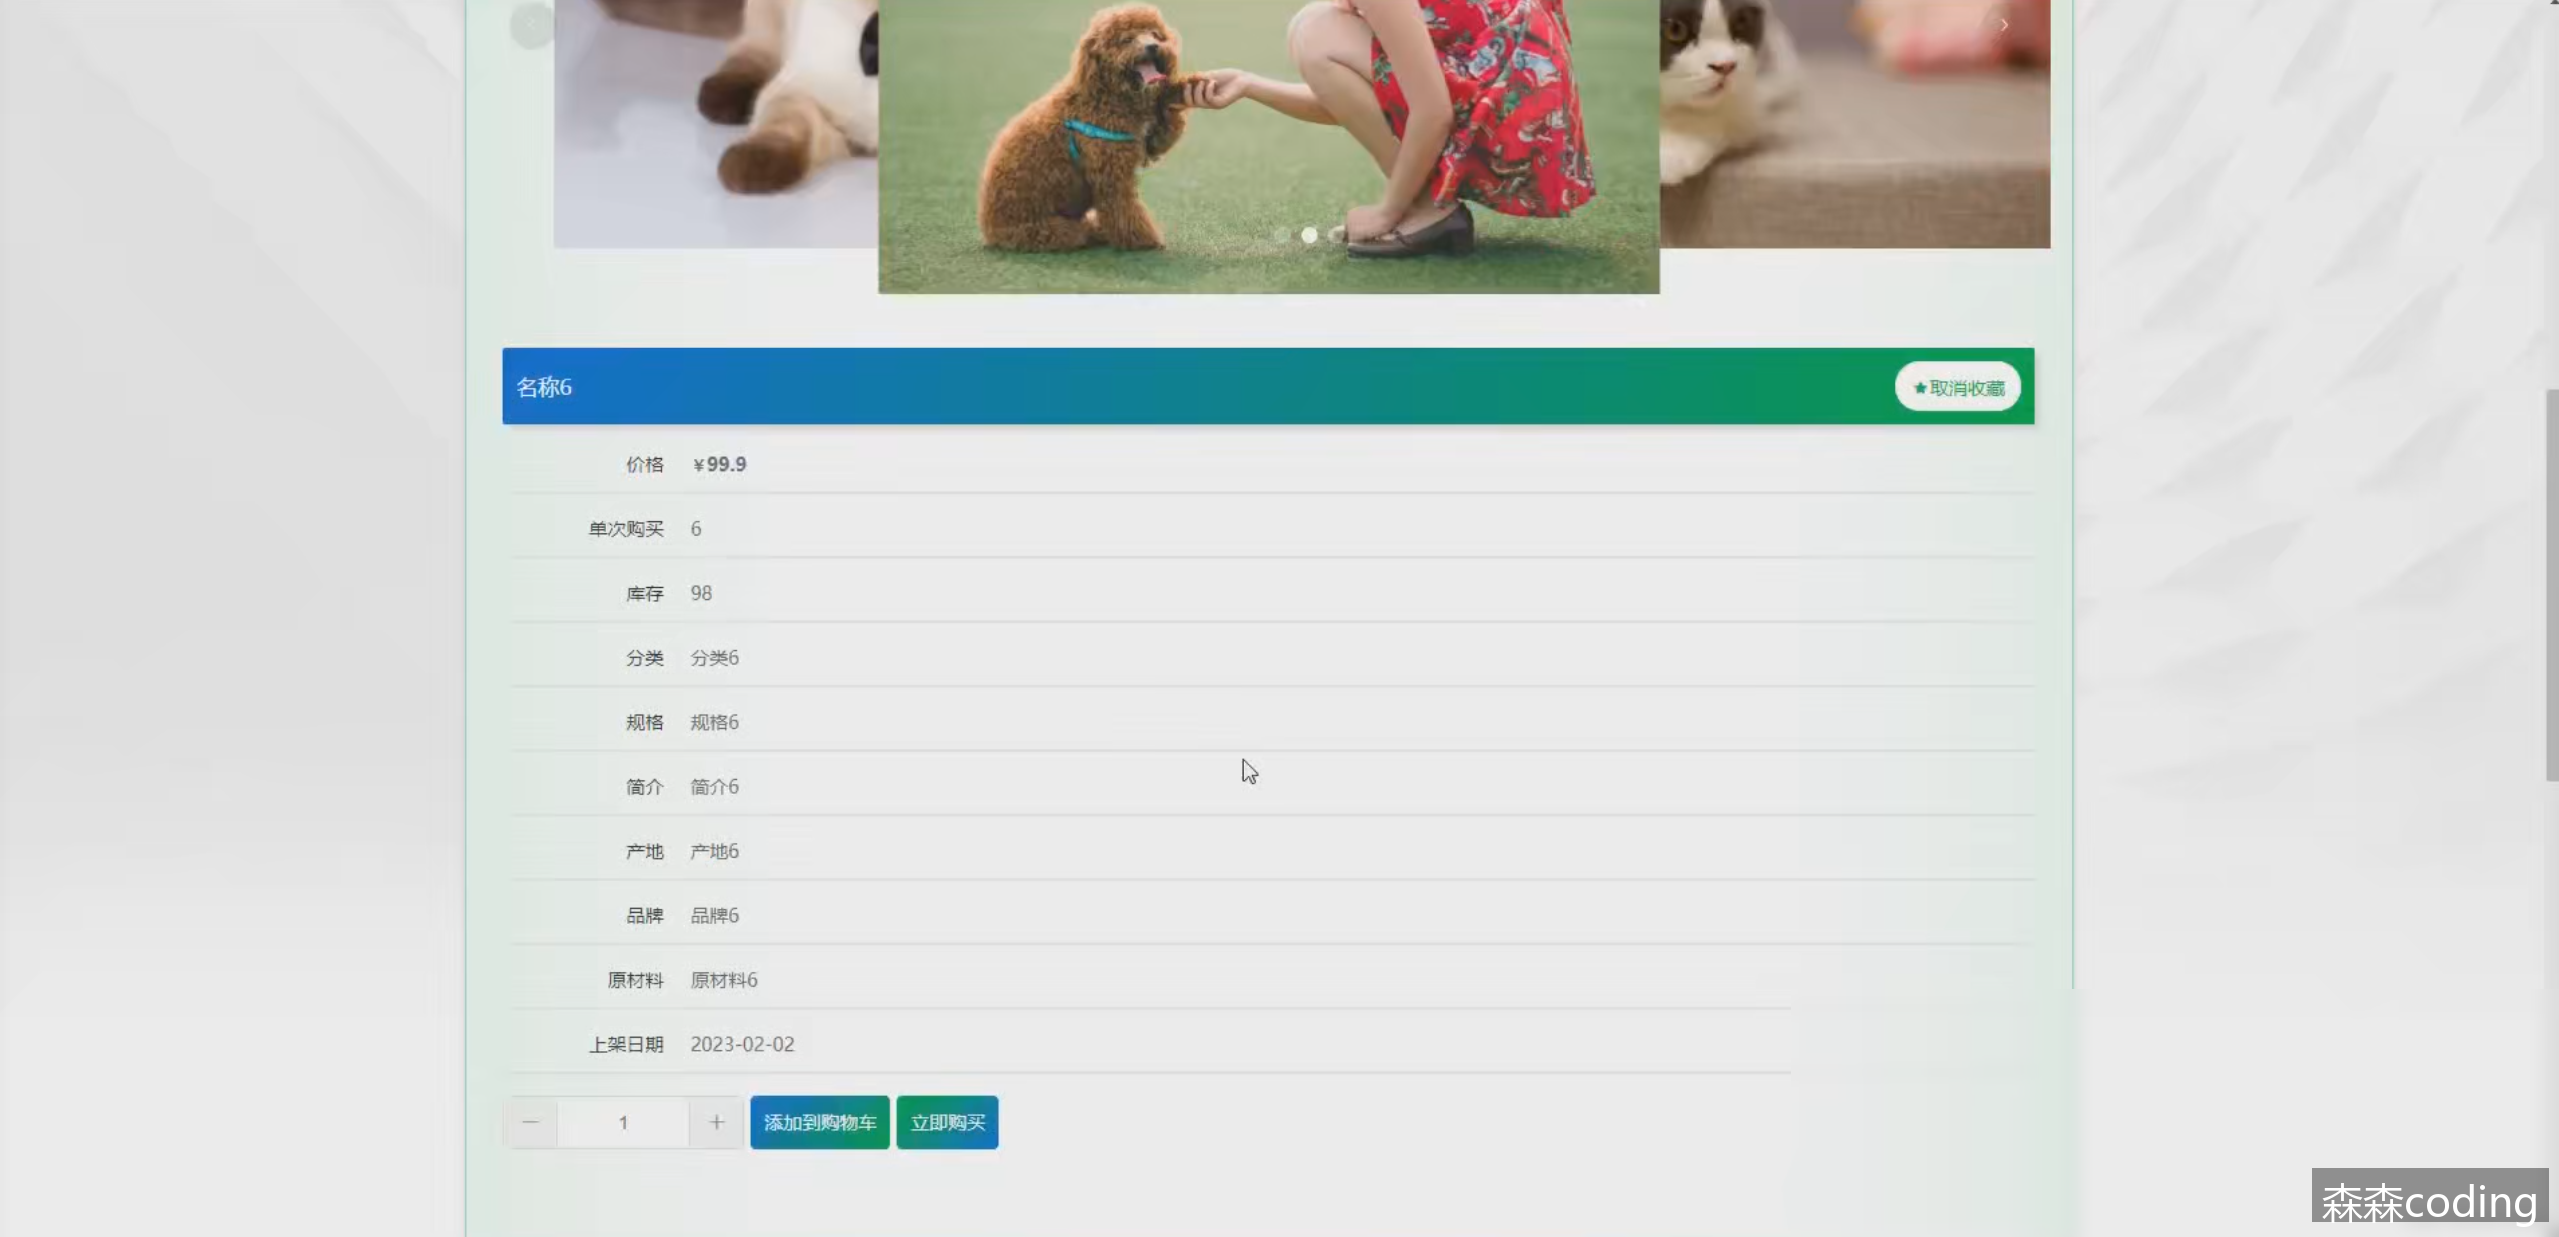 名称6
★取消收藏
价格 ￥99.9
单次购买 6
库存 98
分类 分类6
规格 规格6
简介 简介6
产地 产地6
品牌 品牌6
原材料 原材料6
上架日期 2023-02-02
— 1 + 添加到购物车 立即购买
森森coding